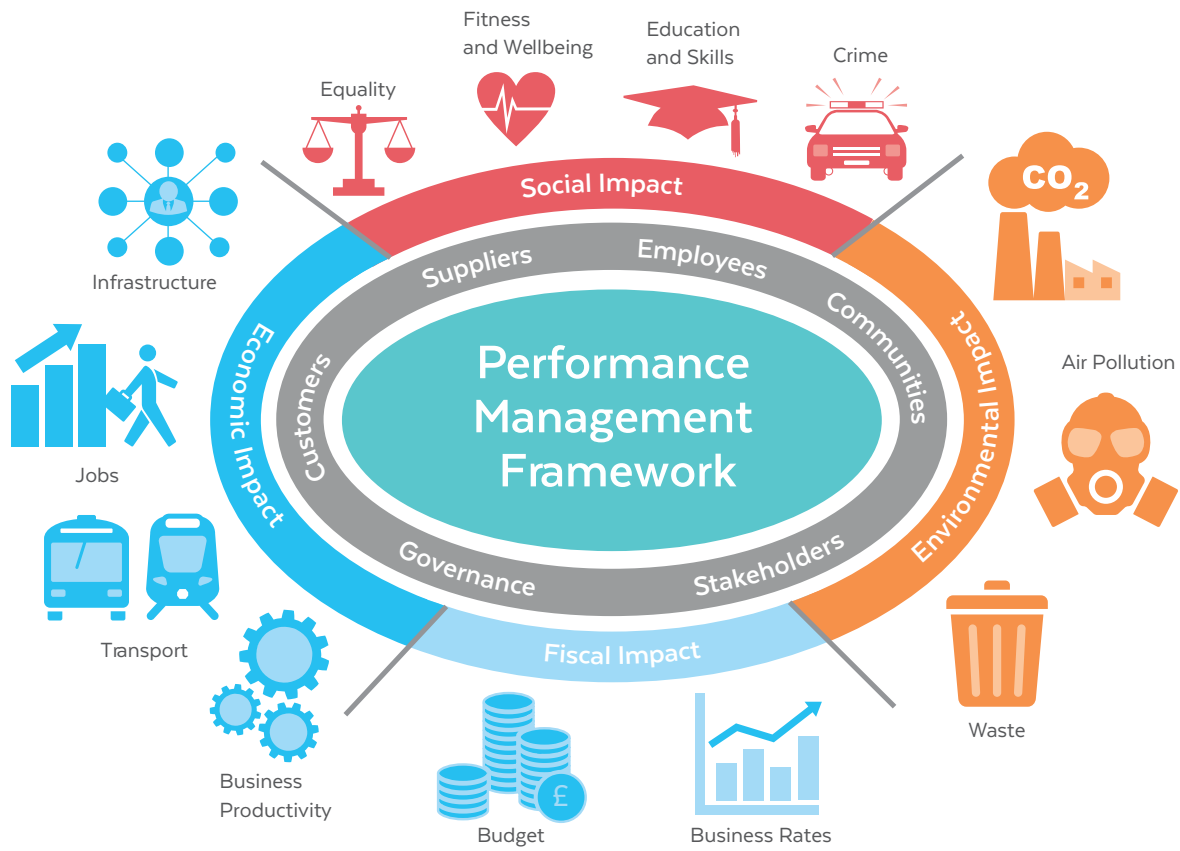 Fitness
and Wellbeing
Education
and Skills
Crime
Equality
CO2
Social Impact
Infrastructure
Suppliers
Employees
Communities
Customers
Economic Impact
Environmental Impact
Performance
Management
Framework
Air Pollution
Jobs
Governance
Stakeholders
Transport
Fiscal Impact
Waste
Business
Productivity
£
Budget
Business Rates